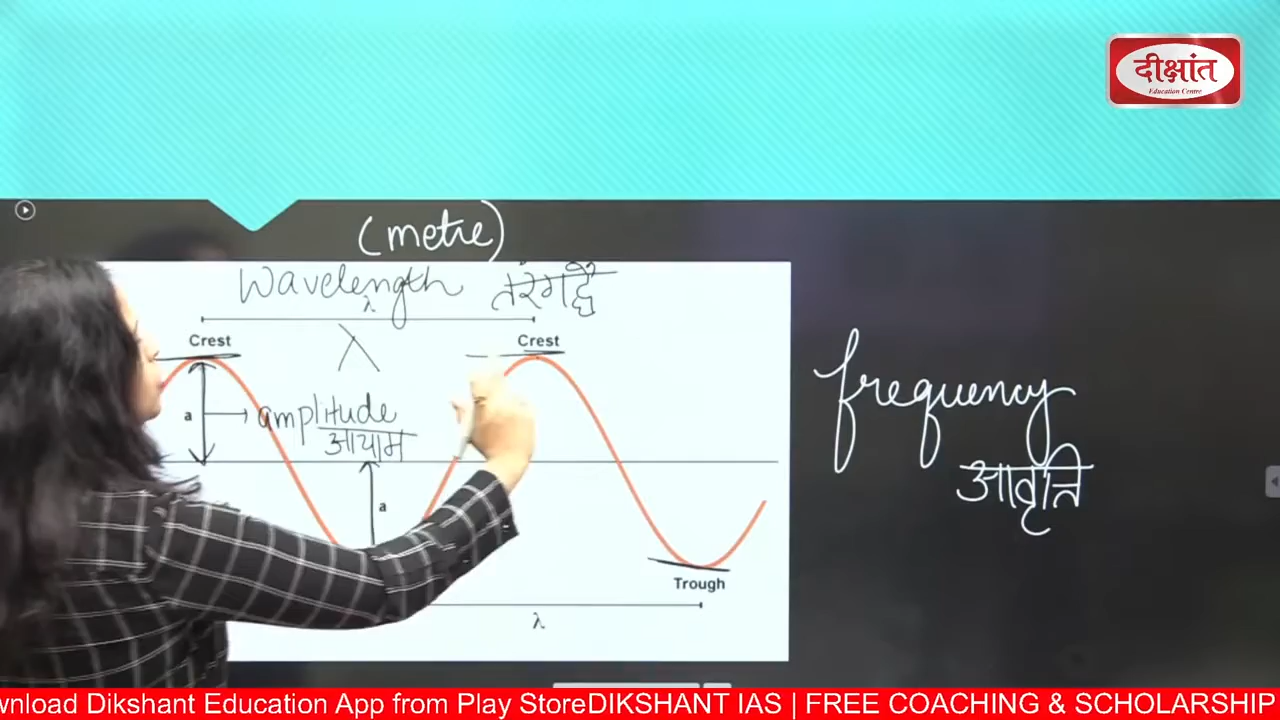 दीक्षांत
Education Centre
(metre)
Wavelength तरंगदै
λ
Crest
Crest
λ
a
amplitude
आयाम
a
frequency
आवृति
Trough
λ
wnload Dikshant Education App from Play StoreDIKSHANT IAS | FREE COACHING & SCHOLARSHIP